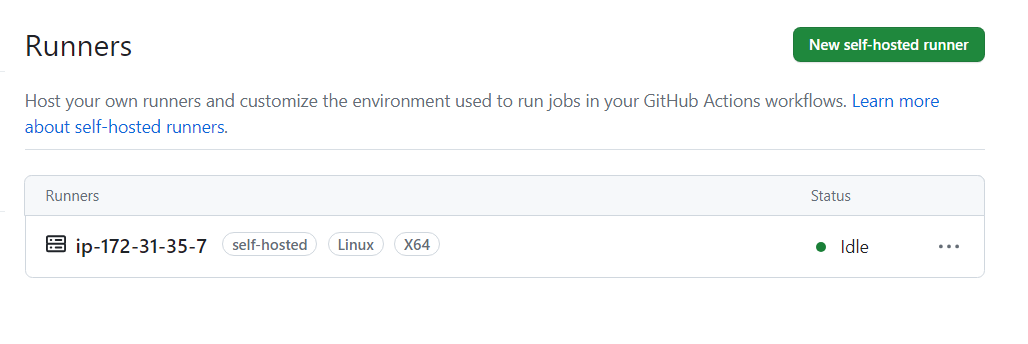 Runners
New self-hosted runner
Host your own runners and customize the environment used to run jobs in your GitHub Actions workflows. Learn more
about self-hosted runners.
Runners Status
ip-172-31-35-7 self-hosted Linux X64 Idle